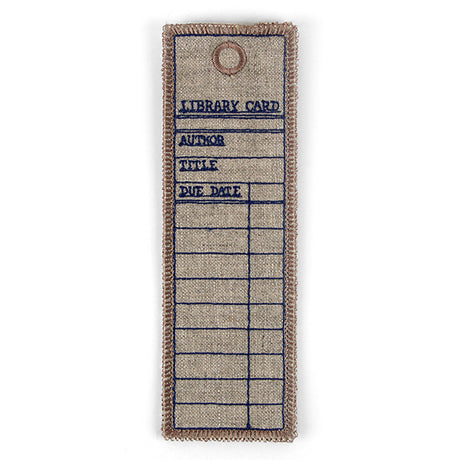 LIBRARY CARD
AUTHOR
TITLE
DUE DATE